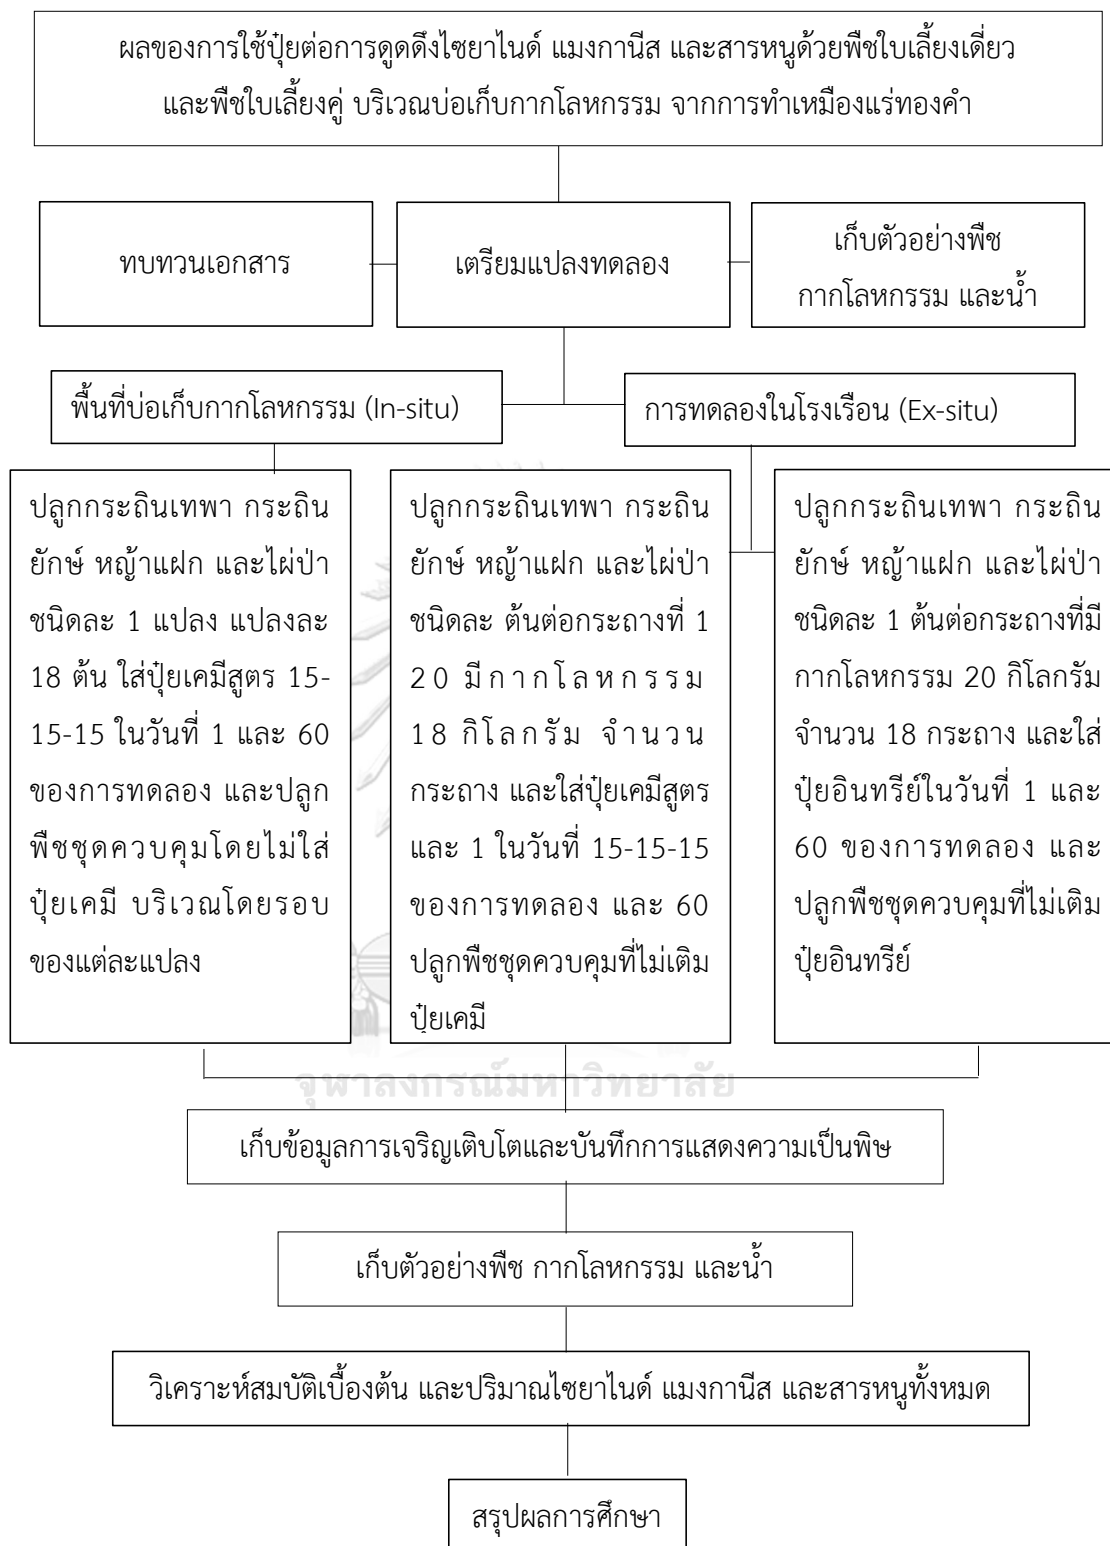 ผลของการใช้ปุ๋ยต่อการดูดดึงไซยาไนด์ แมงกานีส และสารหนูด้วยพืชใบเลี้ยงเดี่ยว
และพืชใบเลี้ยงคู่ บริเวณบ่อเก็บกากโลหกรรม จากการทำเหมืองแร่ทองคำ
ทบทวนเอกสาร
เตรียมแปลงทดลอง
เก็บตัวอย่างพืช
กากโลหกรรม และน้ำ
พื้นที่บ่อเก็บกากโลหกรรม (In-situ)
การทดลองในโรงเรือน (Ex-situ)
ปลูกกระถินเทพา กระถิน
ยักษ์ หญ้าแฝก และไผ่ป่า
ชนิดละ 1 แปลง แปลงละ
18 ต้น ใส่ปุ๋ยเคมีสูตร 15-
15-15 ในวันที่ 1 และ 60
ของการทดลอง และปลูก
พืชชุดควบคุมโดยไม่ใส่
ปุ๋ยเคมี บริเวณโดยรอบ
ของแต่ละแปลง
ปลูกกระถินเทพา กระถิน
ยักษ์ หญ้าแฝก และไผ่ป่า
ชนิดละ ต้นต่อกระถางที่ 1
20 มีกากโลหกรรม
18 กิโลกรัม จำนวน
กระถาง และใส่ปุ๋ยเคมีสูตร
และ 1 ในวันที่ 15-15-15
ของการทดลอง และ 60
ปลูกพืชชุดควบคุมที่ไม่เติม
ปุ๋ยเคมี
ปลูกกระถินเทพา กระถิน
ยักษ์ หญ้าแฝก และไผ่ป่า
ชนิดละ 1 ต้นต่อกระถางที่มี
กากโลหกรรม 20 กิโลกรัม
จำนวน 18 กระถาง และใส่
ปุ๋ยอินทรีย์ในวันที่ 1 และ
60 ของการทดลอง และ
ปลูกพืชชุดควบคุมที่ไม่เติม
ปุ๋ยอินทรีย์
จุฬาลงกรณ์มหาวิทยาลัย
เก็บข้อมูลการเจริญเติบโตและบันทึกการแสดงความเป็นพิษ
เก็บตัวอย่างพืช กากโลหกรรม และน้ำ
วิเคราะห์สมบัติเบื้องต้น และปริมาณไซยาไนด์ แมงกานีส และสารหนูทั้งหมด
สรุปผลการศึกษา